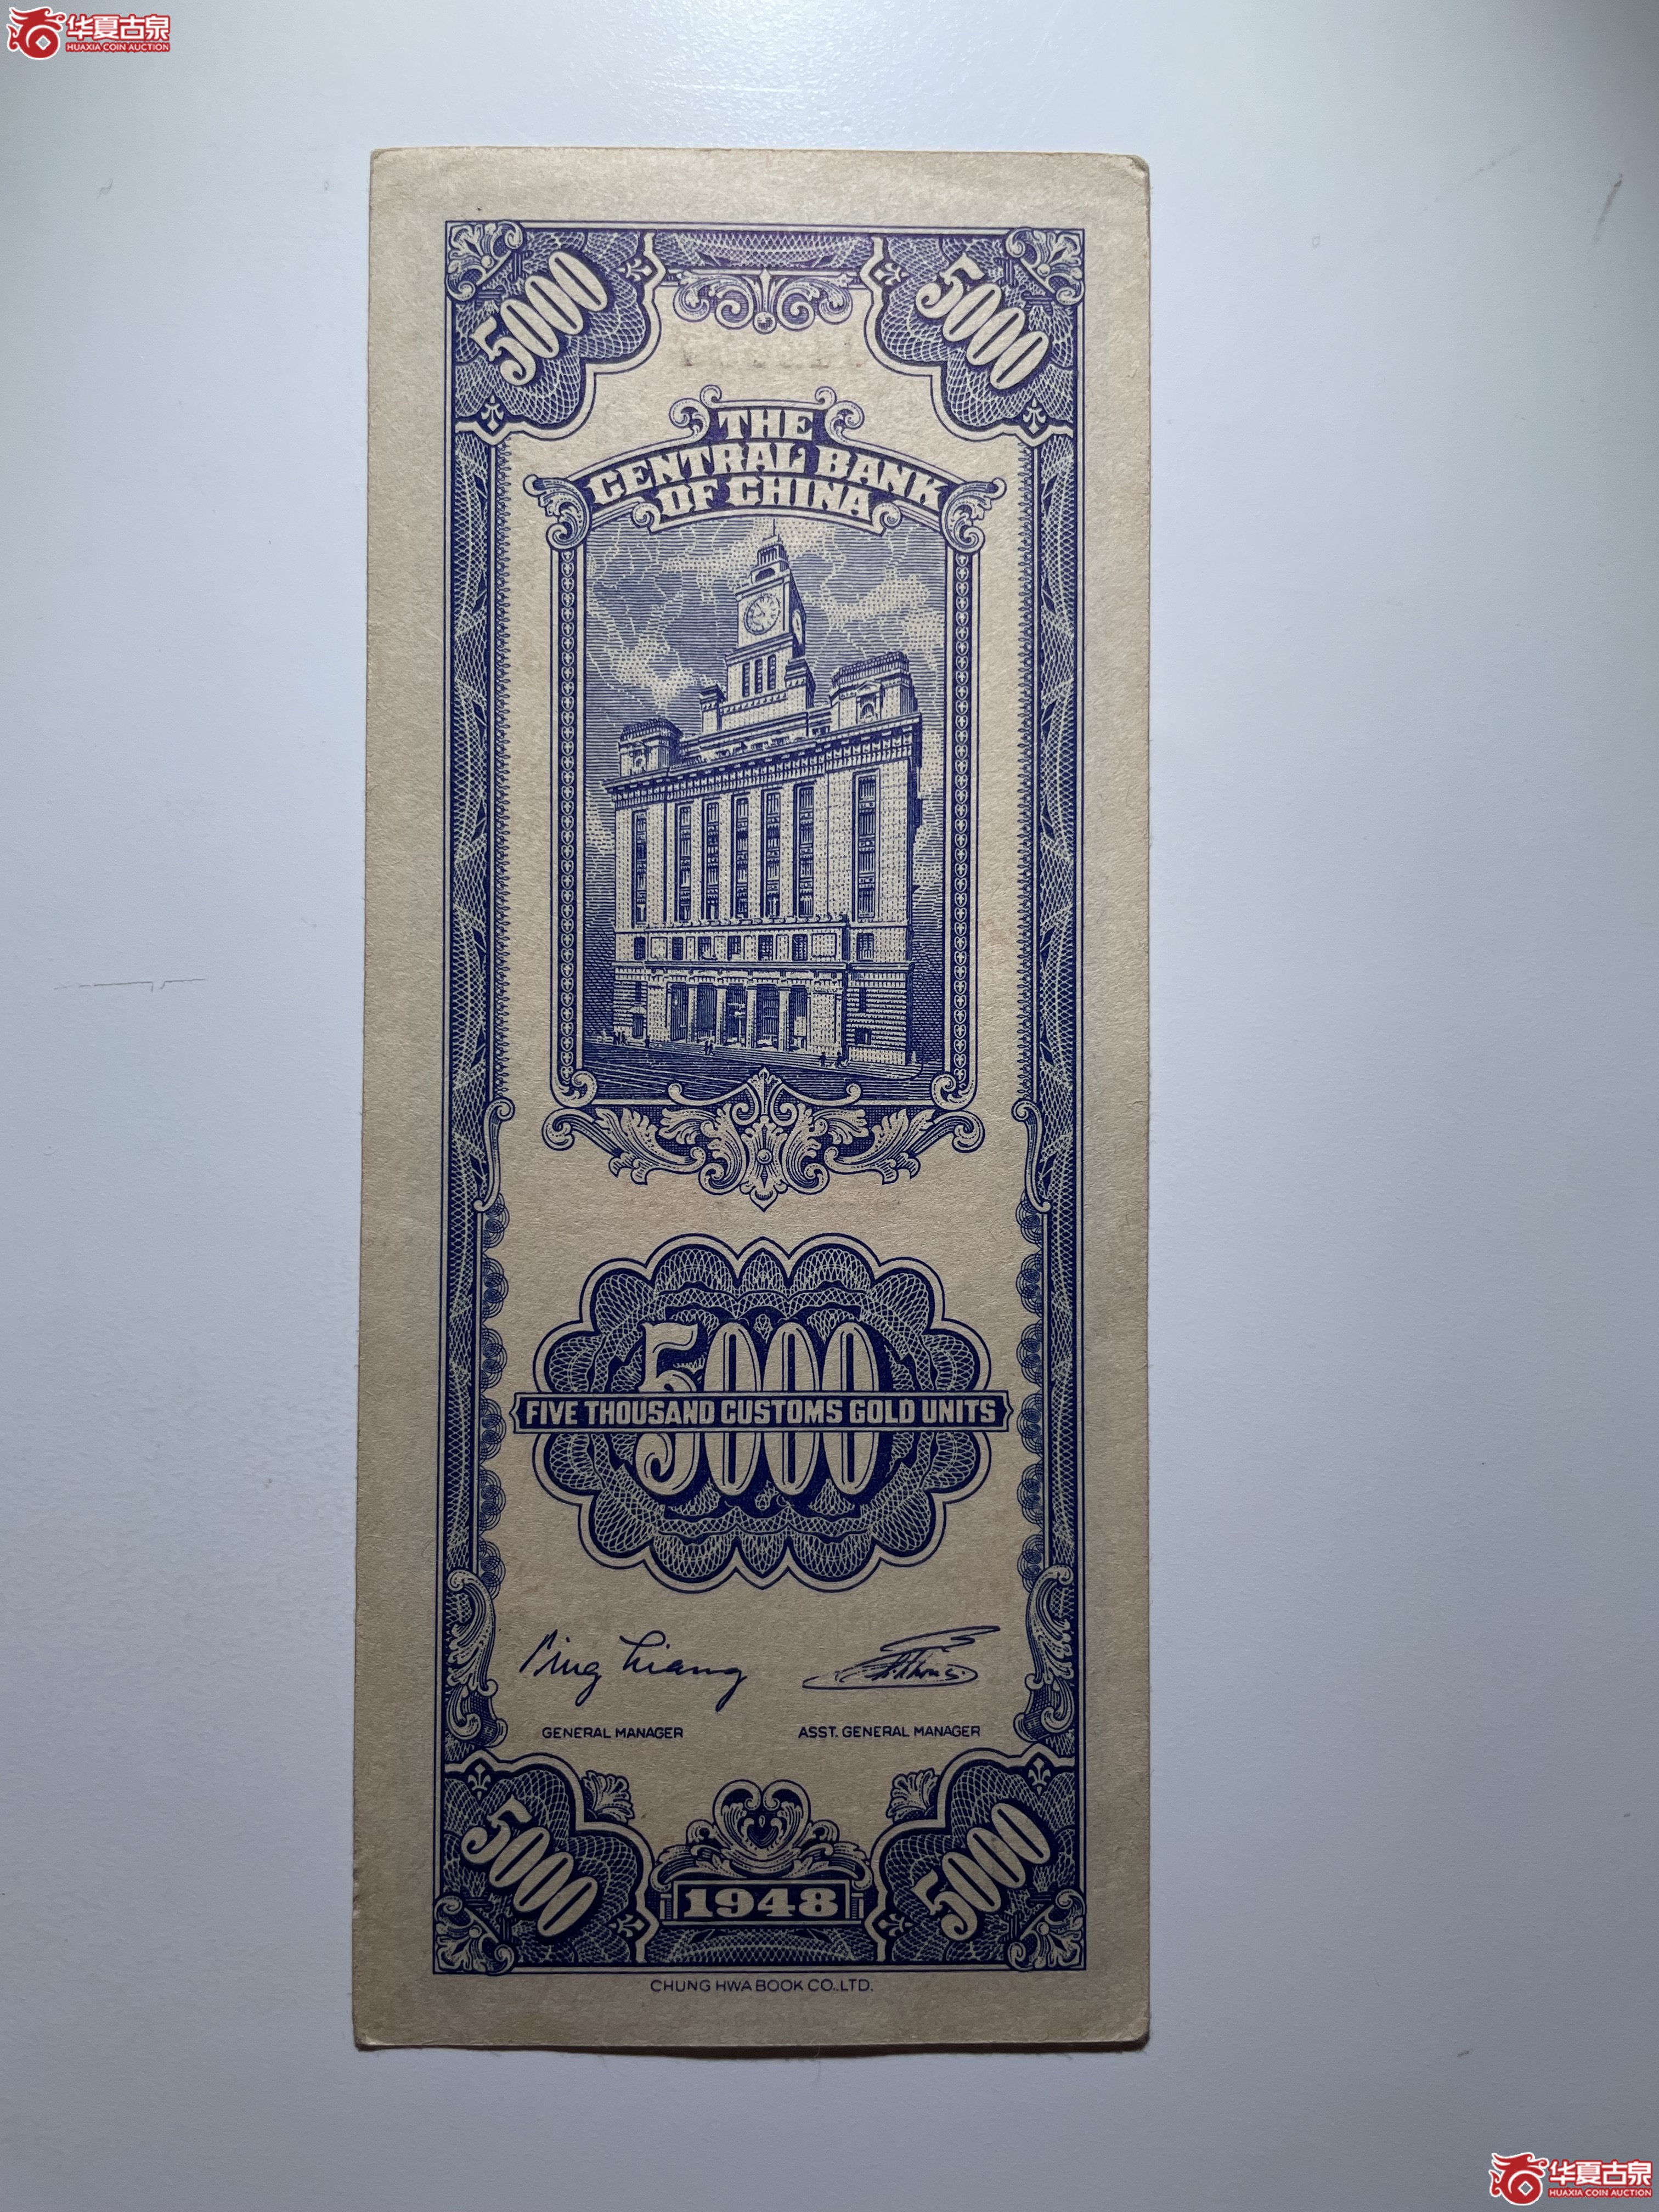 华夏古泉
HUAXIA COIN AUCTION
5000 5000
THE
CENTRAL BANK
OF CHINA
5000
FIVE THOUSAND CUSTOMS GOLD UNITS
Ping Liang
GENERAL MANAGER ASST. GENERAL MANAGER
5000 5000
1948
CHUNG HWA BOOK CO.,LTD.
华夏古泉
HUAXIA COIN AUCTION